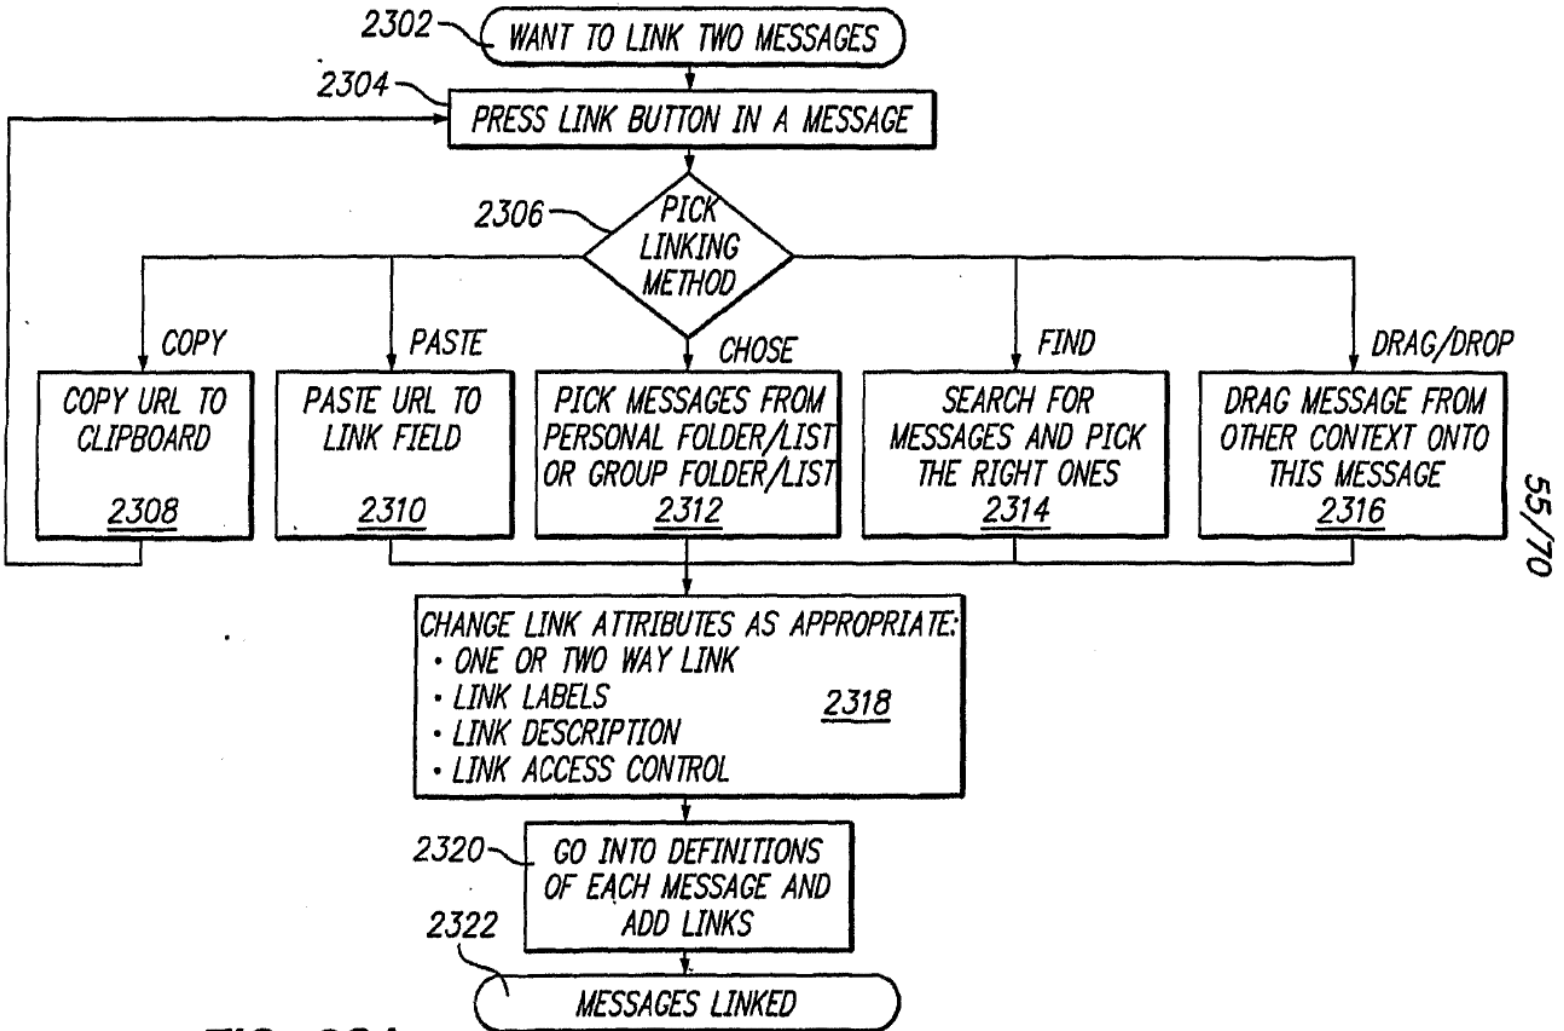 2302
WANT TO LINK TWO MESSAGES
2304
PRESS LINK BUTTON IN A MESSAGE
2306
PICK
LINKING
METHOD
COPY
PASTE
CHOSE
FIND
DRAG/DROP
COPY URL TO
CLIPBOARD
2308
PASTE URL TO
LINK FIELD
2310
PICK MESSAGES FROM
PERSONAL FOLDER/LIST
OR GROUP FOLDER/LIST
2312
SEARCH FOR
MESSAGES AND PICK
THE RIGHT ONES
2314
DRAG MESSAGE FROM
OTHER CONTEXT ONTO
THIS MESSAGE
2316
55/70
CHANGE LINK ATTRIBUTES AS APPROPRIATE:
• ONE OR TWO WAY LINK
• LINK LABELS
• LINK DESCRIPTION
• LINK ACCESS CONTROL
2318
2320
GO INTO DEFINITIONS
OF EACH MESSAGE AND
ADD LINKS
2322
MESSAGES LINKED